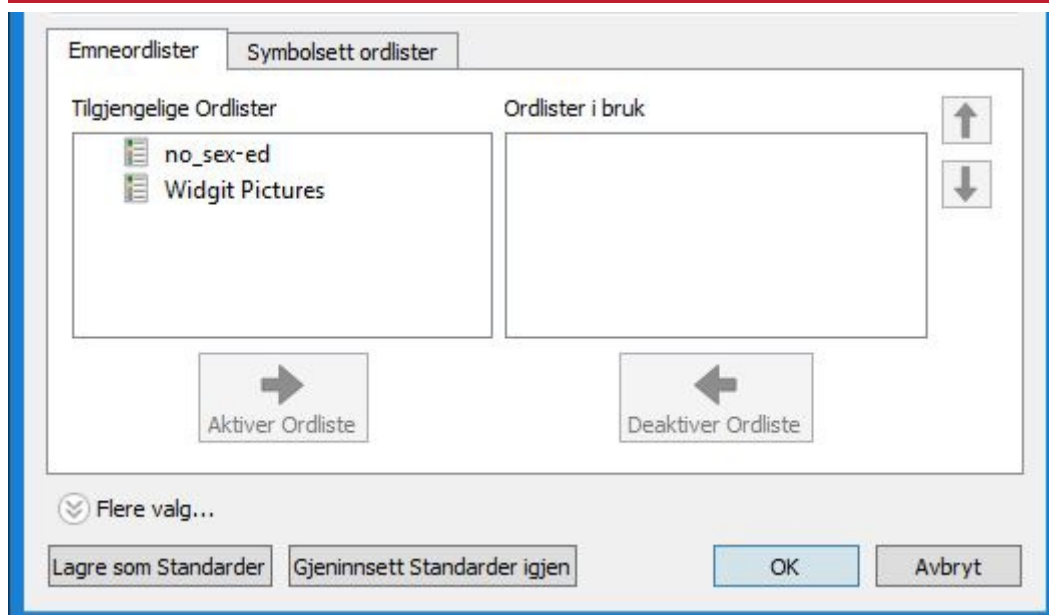 Emneordlister
Symbolsett ordlister
Tilgjengelige Ordlister
Ordlister i bruk
no_sex-ed
Widgit Pictures
Aktiver Ordliste
Deaktiver Ordliste
Flere valg...
Lagre som Standarder
Gjeninnsett Standarder igjen
OK
Avbryt